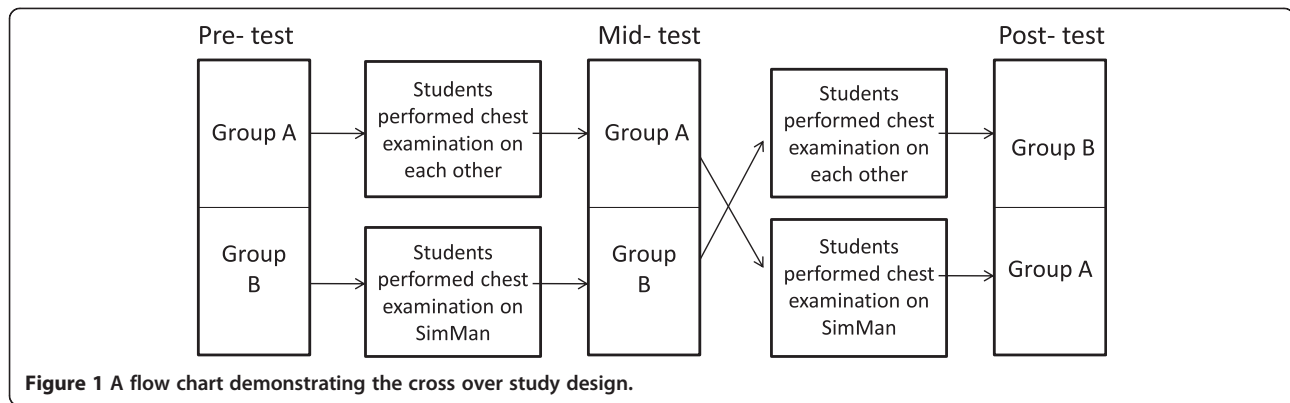 Pre- test
Mid- test
Post- test
Group A
Students
performed chest
examination on
each other
Group A
Students
performed chest
examination on
each other
Group B
Group
B
Students
performed chest
examination on
SimMan
Group
B
Students
performed chest
examination on
SimMan
Group A
Figure 1 A flow chart demonstrating the cross over study design.